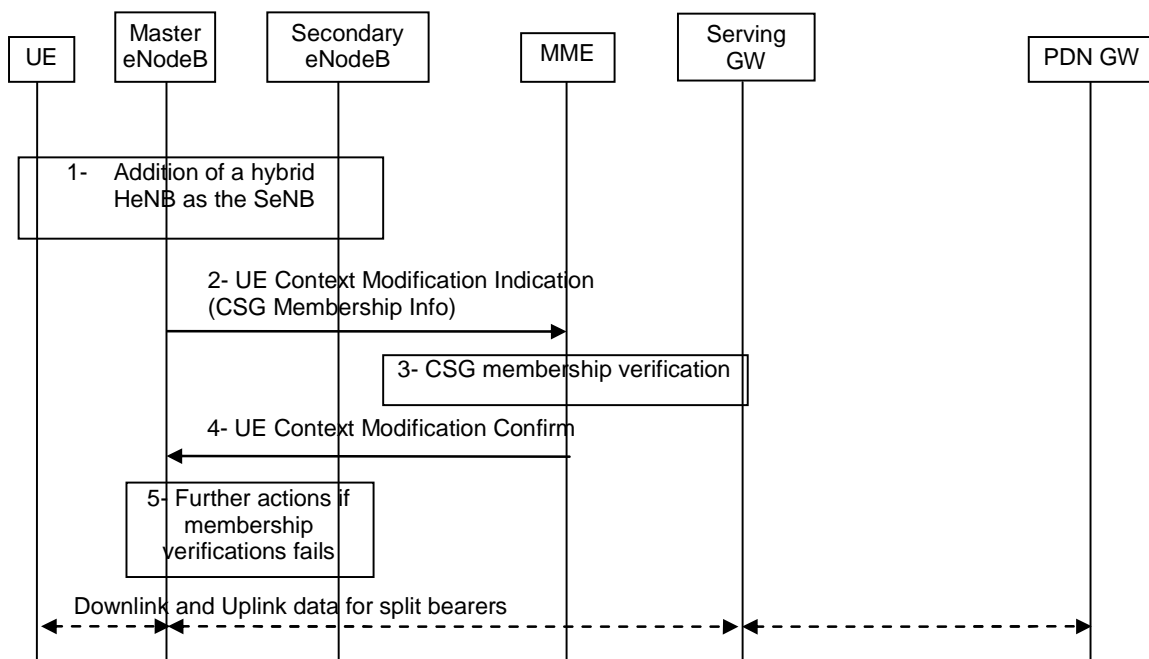 UE
Master
eNodeB
Secondary
eNodeB
MME
Serving
GW
PDN GW
1- Addition of a hybrid
HeNB as the SeNB
2- UE Context Modification Indication
(CSG Membership Info)
3- CSG membership verification
4- UE Context Modification Confirm
5- Further actions if
membership
verifications fails
Downlink and Uplink data for split bearers